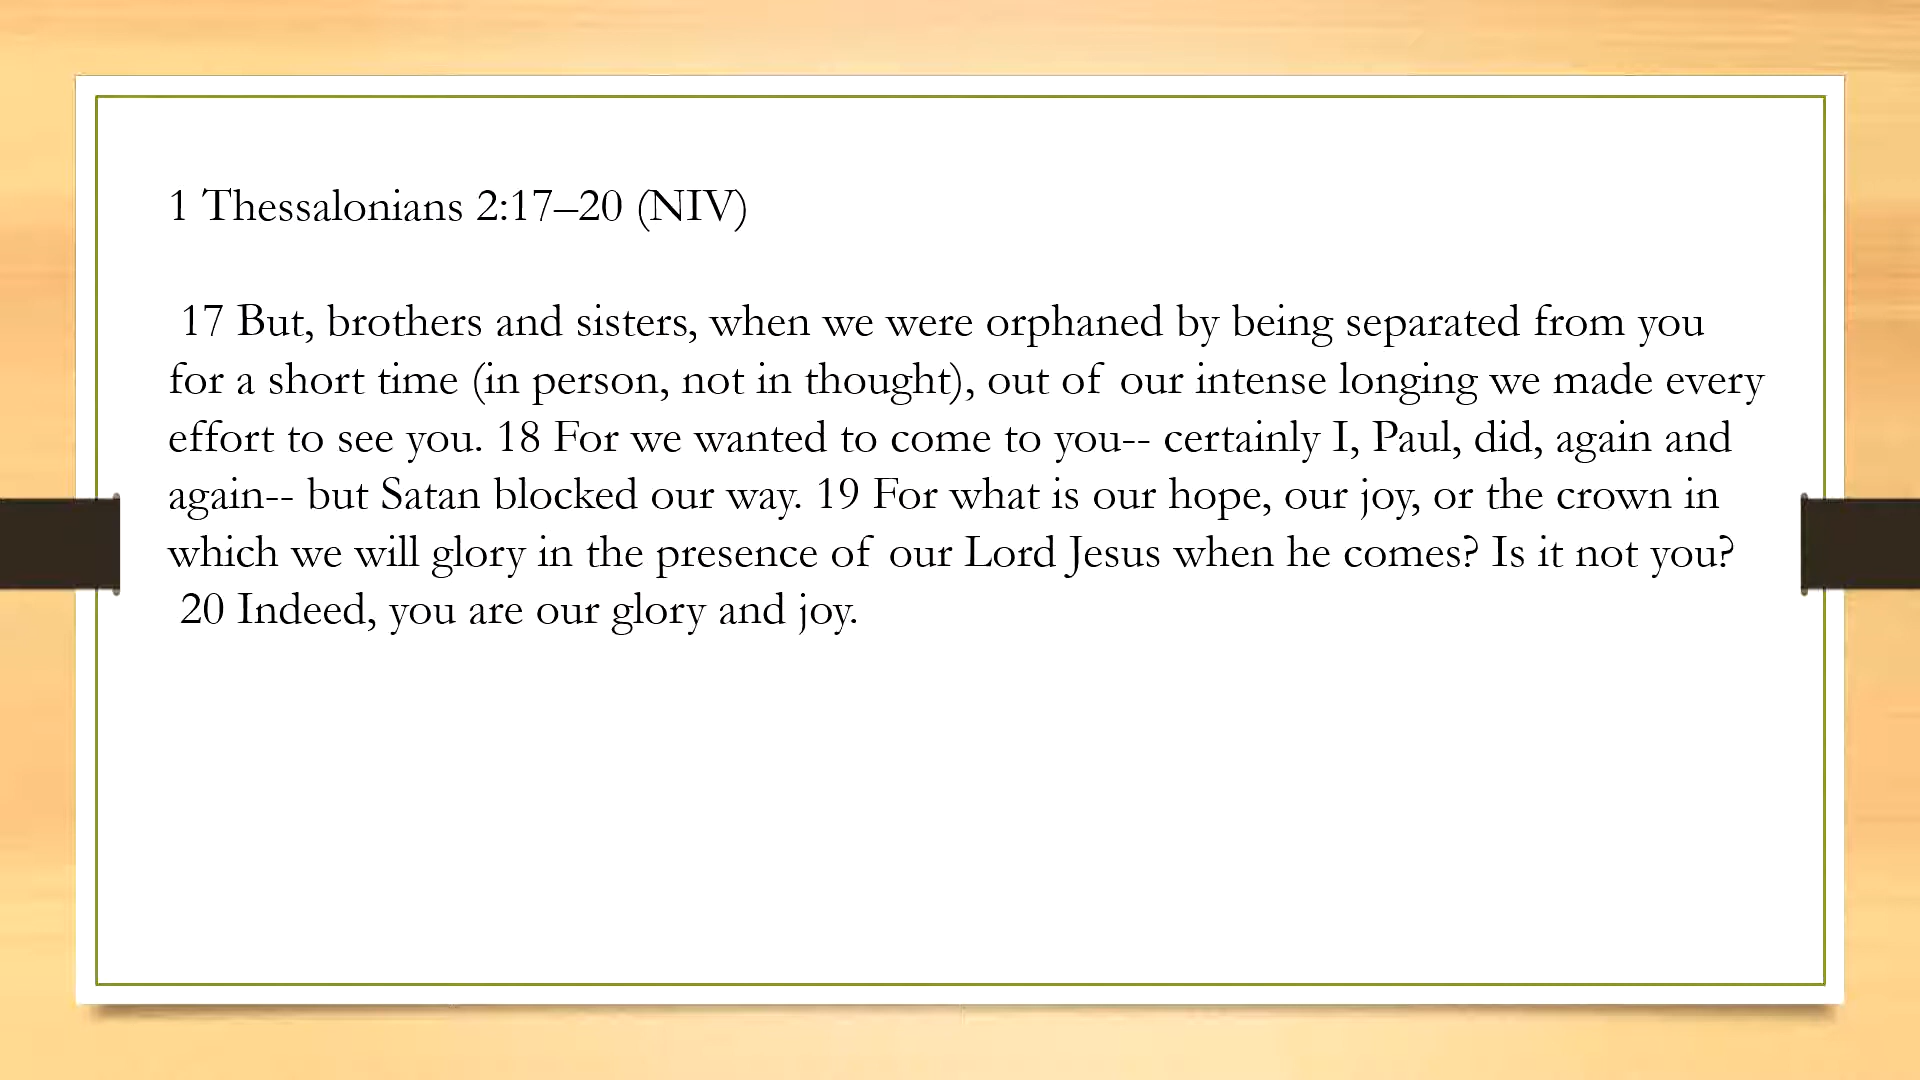 1 Thessalonians 2:17–20 (NIV)
17 But, brothers and sisters, when we were orphaned by being separated from you
for a short time (in person, not in thought), out of our intense longing we made every
effort to see you. 18 For we wanted to come to you-- certainly I, Paul, did, again and
again-- but Satan blocked our way. 19 For what is our hope, our joy, or the crown in
which we will glory in the presence of our Lord Jesus when he comes? Is it not you?
20 Indeed, you are our glory and joy.